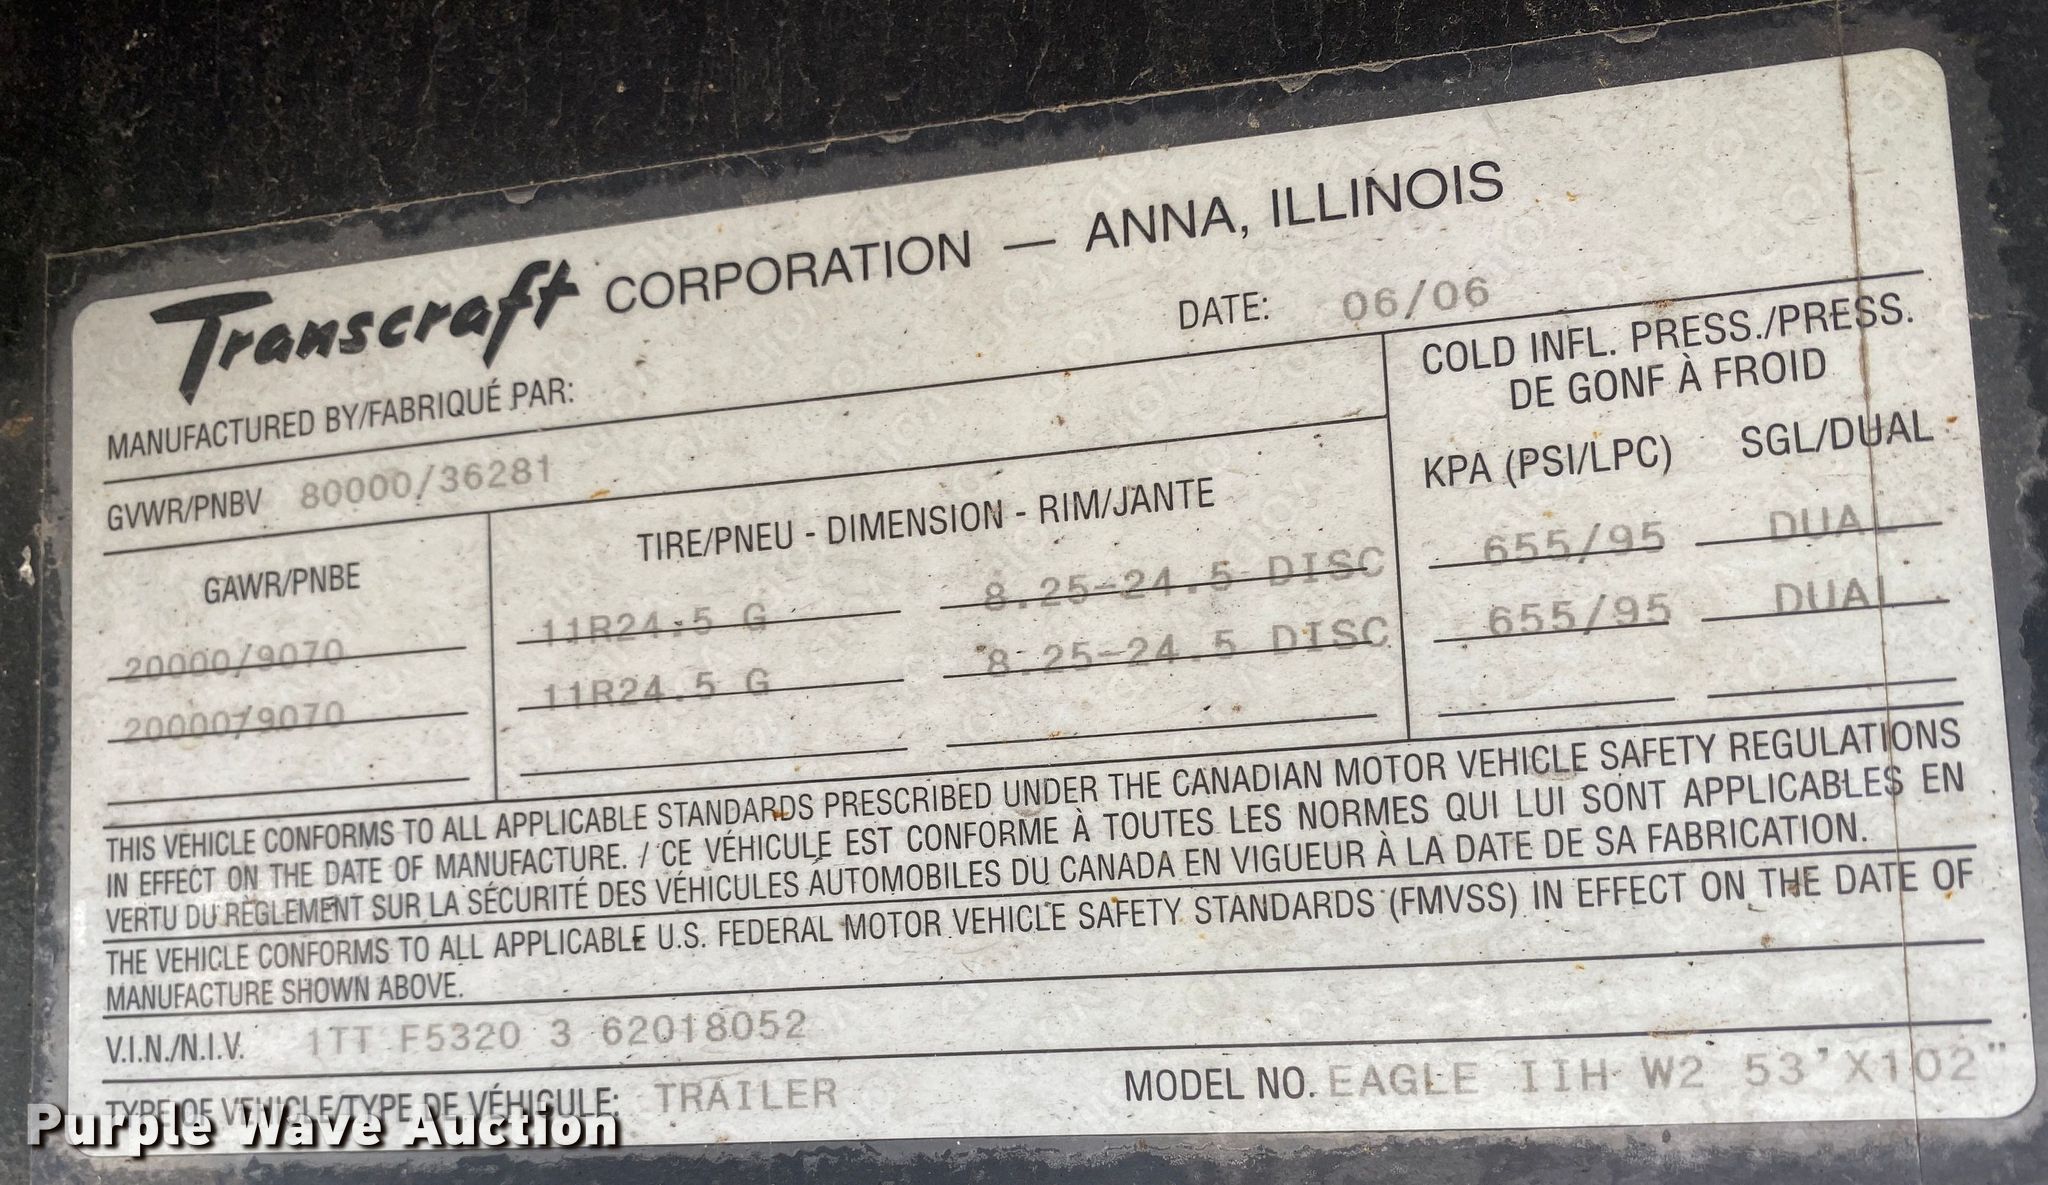 Transcraft CORPORATION — ANNA, ILLINOIS
MANUFACTURED BY/FABRIQUÉ PAR: DATE: 06/06
GVWR/PNBV 80000/36281
COLD INFL. PRESS./PRESS.
DE GONF À FROID
GAWR/PNBE TIRE/PNEU - DIMENSION - RIM/JANTE KPA (PSI/LPC) SGL/DUAL
20000/9070 11R24.5 G 8.25-24.5 DISC 655/95 DUAL
20000/9070 11R24.5 G 8.25-24.5 DISC 655/95 DUAL
THIS VEHICLE CONFORMS TO ALL APPLICABLE STANDARDS PRESCRIBED UNDER THE CANADIAN MOTOR VEHICLE SAFETY REGULATIONS
IN EFFECT ON THE DATE OF MANUFACTURE. / CE VÉHICULE EST CONFORME À TOUTES LES NORMES QUI LUI SONT APPLICABLES EN
VERTU DU REGLEMENT SUR LA SÉCURITÉ DES VÉHICULES AUTOMOBILES DU CANADA EN VIGUEUR À LA DATE DE SA FABRICATION.
THE VEHICLE CONFORMS TO ALL APPLICABLE U.S. FEDERAL MOTOR VEHICLE SAFETY STANDARDS (FMVSS) IN EFFECT ON THE DATE OF
MANUFACTURE SHOWN ABOVE.
V.I.N./N.I.V. 1TT F5320 3 62018052
TYPE OF VEHICLE/TYPE DE VÉHICULE: TRAILER MODEL NO. EAGLE IIH W2 53'X102"
Purple Wave Auction